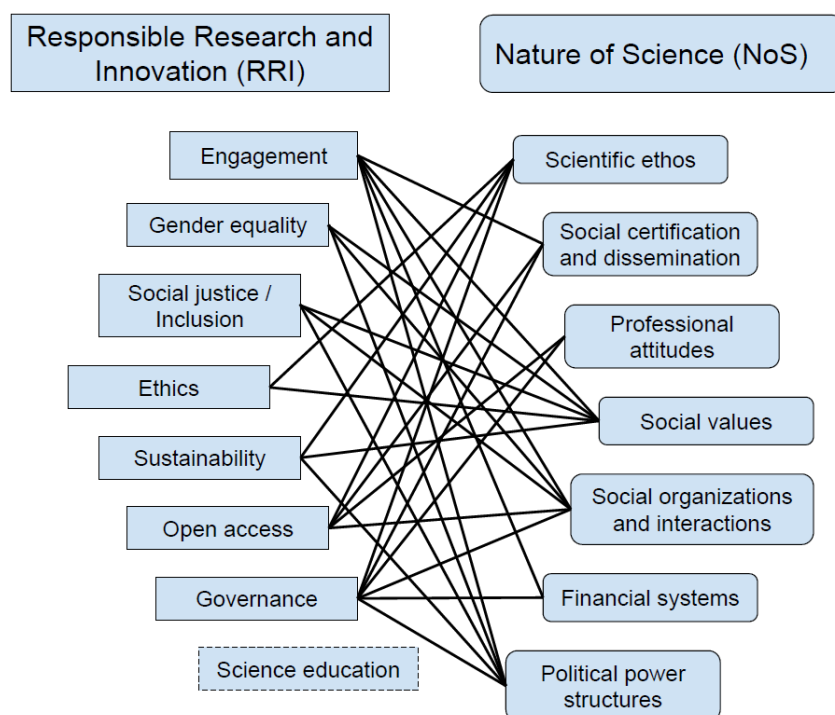 Responsible Research and
Innovation (RRI)
Nature of Science (NoS)
Engagement
Gender equality
Social justice /
Inclusion
Ethics
Sustainability
Open access
Governance
Science education
Scientific ethos
Social certification
and dissemination
Professional
attitudes
Social values
Social organizations
and interactions
Financial systems
Political power
structures